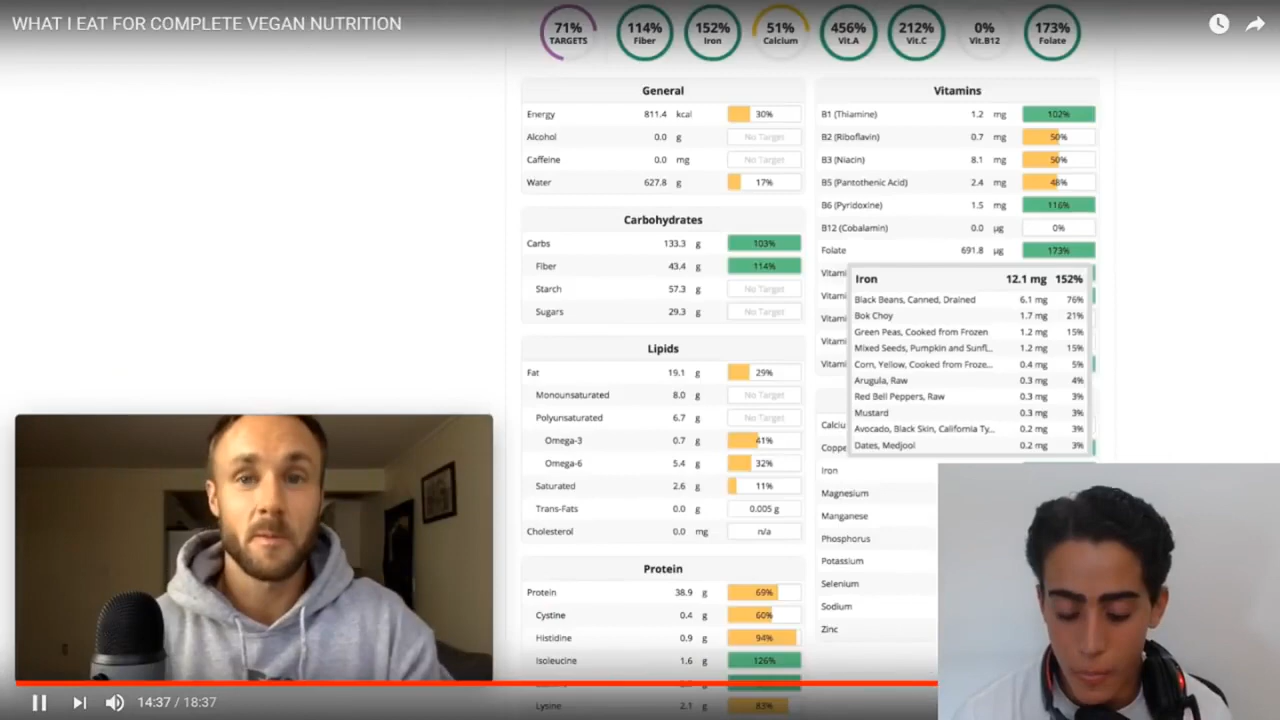 WHAT I EAT FOR COMPLETE VEGAN NUTRITION
71% 114% 152% 51% 456% 212% 0% 173%
TARGETS Fiber Iron Calcium Vit.A Vit.C Vit.B12 Folate
General
Energy 811.4 kcal 30%
Alcohol 0.0 g No Target
Caffeine 0.0 mg No Target
Water 627.8 g 17%
Carbohydrates
Carbs 133.3 g 103%
Fiber 43.4 g 114%
Starch 57.3 g No Target
Sugars 29.3 g No Target
Lipids
Fat 19.1 g 29%
Monounsaturated 8.0 g No Target
Polyunsaturated 6.7 g No Target
Omega-3 0.7 g 41%
Omega-6 5.4 g 32%
Saturated 2.6 g 11%
Trans-Fats 0.0 g 0.005 g
Cholesterol 0.0 mg n/a
Protein
Protein 38.9 g 69%
Cystine 0.4 g 60%
Histidine 0.9 g 94%
Isoleucine 1.6 g 126%
Lysine 2.1 g 83%
Vitamins
B1 (Thiamine) 1.2 mg 102%
B2 (Riboflavin) 0.7 mg 50%
B3 (Niacin) 8.1 mg 50%
B5 (Pantothenic Acid) 2.4 mg 48%
B6 (Pyridoxine) 1.5 mg 116%
B12 (Cobalamin) 0.0 µg 0%
Folate 691.8 µg 173%
Vitami
Vitami
Vitami
Vitami
Vitami
Iron 12.1 mg 152%
Black Beans, Canned, Drained 6.1 mg 76%
Bok Choy 1.7 mg 21%
Green Peas, Cooked from Frozen 1.2 mg 15%
Mixed Seeds, Pumpkin and Sunfl... 1.2 mg 15%
Corn, Yellow, Cooked from Froze... 0.4 mg 5%
Arugula, Raw 0.3 mg 4%
Red Bell Peppers, Raw 0.3 mg 3%
Mustard 0.3 mg 3%
Avocado, Black Skin, California Ty... 0.2 mg 3%
Dates, Medjool 0.2 mg 3%
Calciu
Coppe
Iron
Magnesium
Manganese
Phosphorus
Potassium
Selenium
Sodium
Zinc
14:37 / 18:37